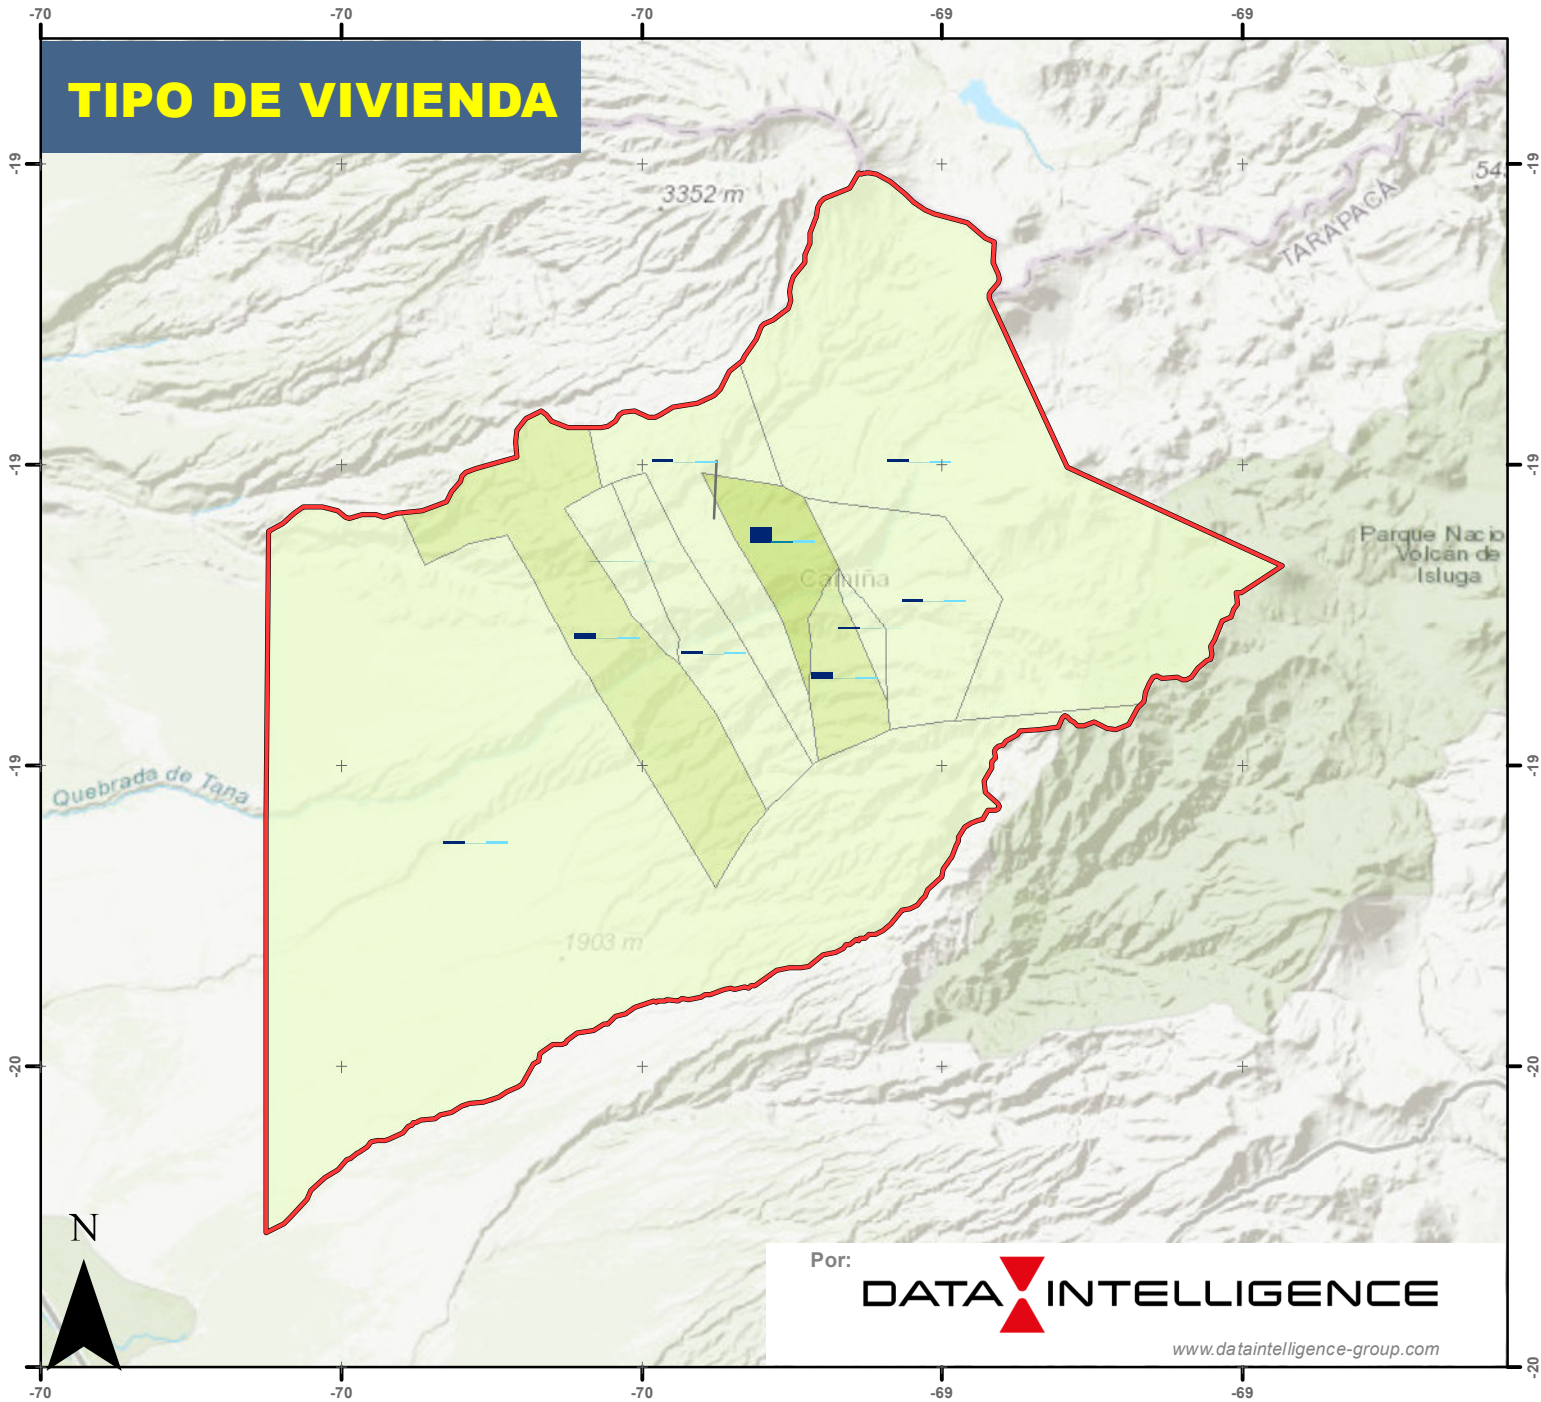 -70 -70 -70 -69 -69
TIPO DE VIVIENDA
-19 -19
3352 m
54
TARAPACÁ
-19 -19
Parque Nacio
Volcán de
Isluga
Camiña
-19 -19
Quebrada de Tana
1903 m
-20 -20
N
Por:
DATA INTELLIGENCE
www.dataintelligence-group.com
-20
-70 -70 -70 -69 -69